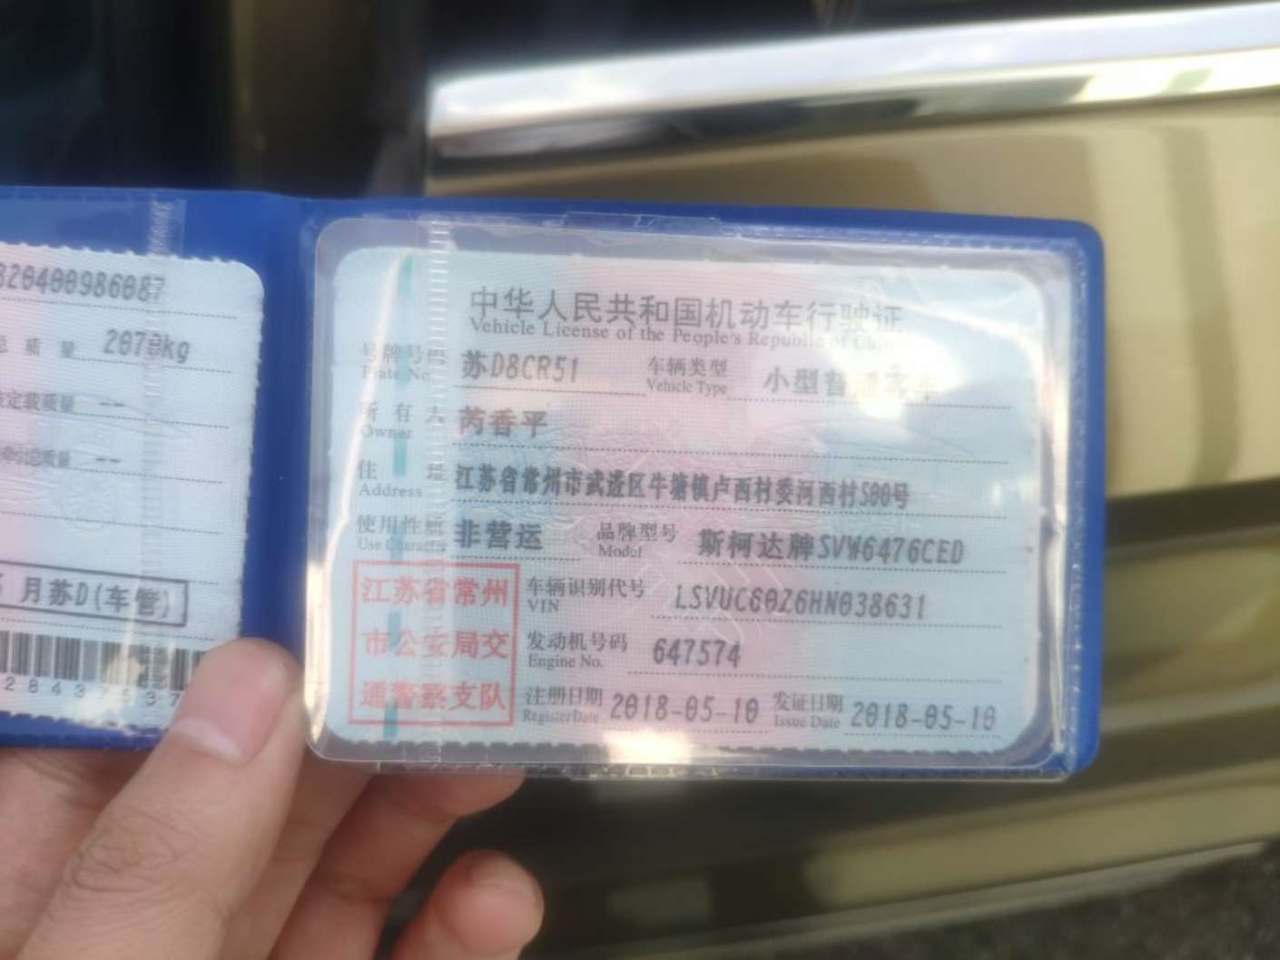 320400986087
总质量 2070kg
定载质量 --
质量 --
月苏D(车管)
中华人民共和国机动车行驶证
Vehicle License of the People's Republic of
号牌号码 苏D8CR51 车辆类型 小型普通客车
Plate No. Vehicle Type
所有人 芮香平
Owner
住址 江苏省常州市武进区牛塘镇卢西村委河西村500号
Address
使用性质 非营运 品牌型号 斯柯达牌SVW6476CED
Use Character Model
江苏省常州 车辆识别代号 LSVUC60Z6HN038631
VIN
市公安局交 发动机号码 647574
Engine No.
通警察支队 注册日期 2018-05-10 发证日期 2018-05-10
Register Date Issue Date